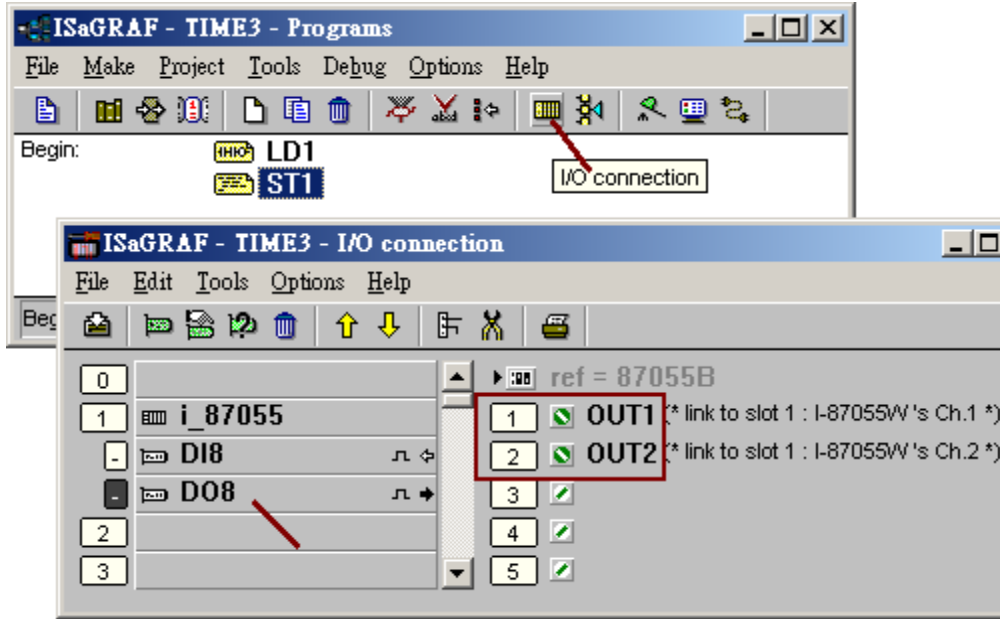 ISaGRAF - TIME3 - Programs
File Make Project Tools Debug Options Help
Begin: LD1
ST1
I/O connection
ISaGRAF - TIME3 - I/O connection
File Edit Tools Options Help
0
ref = 87055B
1 i_87055
1 OUT1 (* link to slot 1 : I-87055W 's Ch.1 *)
- DI8
2 OUT2 (* link to slot 1 : I-87055W 's Ch.2 *)
- DO8
3
2
4
3
5